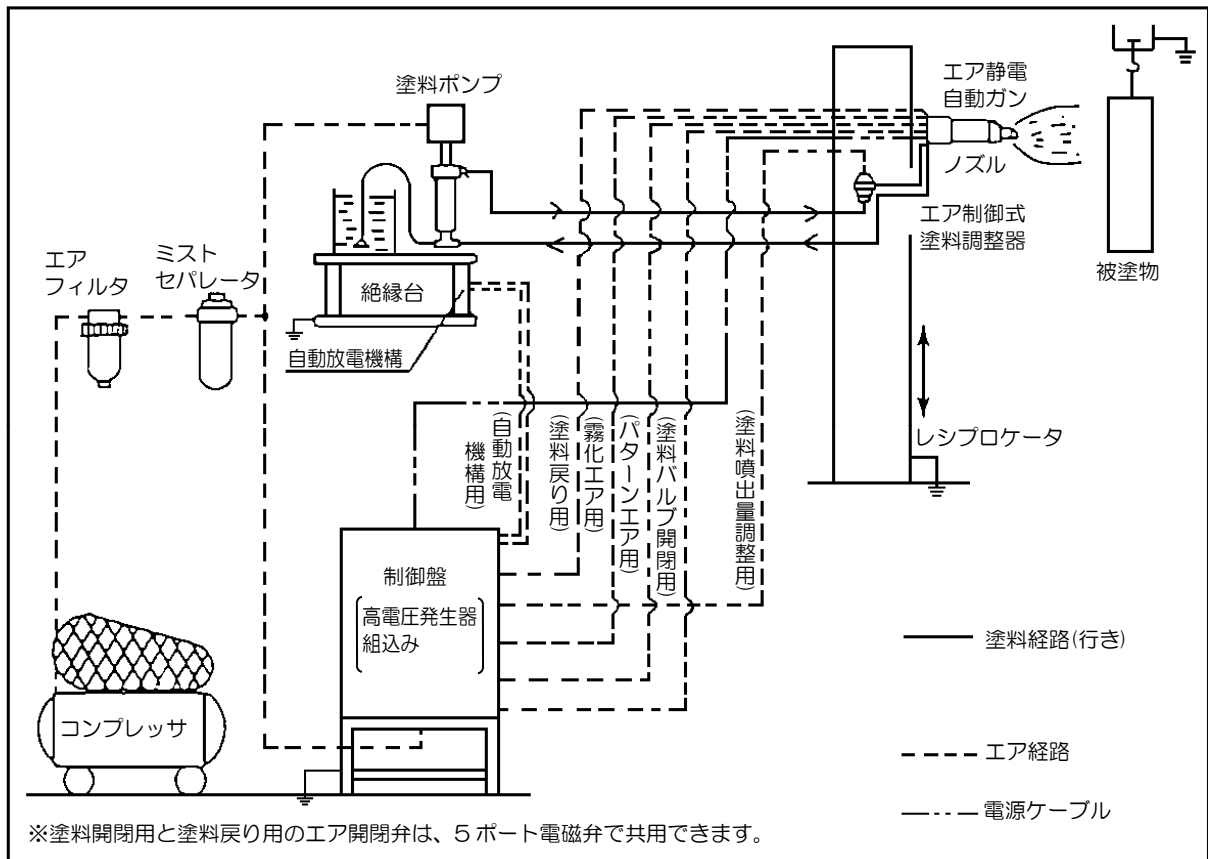 塗料ポンプ
エア静電
自動ガン
ノズル
エア制御式
塗料調整器
被塗物
エア
フィルタ
ミスト
セパレータ
絶縁台
自動放電機構
レシプロケータ
(自動放電
機構用)
(塗料戻り用)
(霧化エア用)
(パターンエア用)
(塗料バルブ開閉用)
(塗料噴出量調整用)
制御盤
高電圧発生器
組込み
コンプレッサ
塗料経路(行き)
エア経路
電源ケーブル
※塗料開閉用と塗料戻り用のエア開閉弁は、5ポート電磁弁で共用できます。